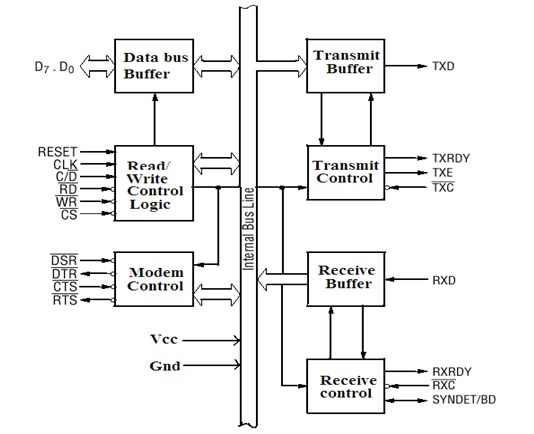 D7 - D0
Data bus
Buffer
Transmit
Buffer
TXD
RESET
CLK
C/D
RD
WR
CS
Read/
Write
Control
Logic
Transmit
Control
TXRDY
TXE
TXC
Internal Bus Line
DSR
DTR
CTS
RTS
Modem
Control
Receive
Buffer
RXD
Vcc
Gnd
Receive
control
RXRDY
RXC
SYNDET/BD